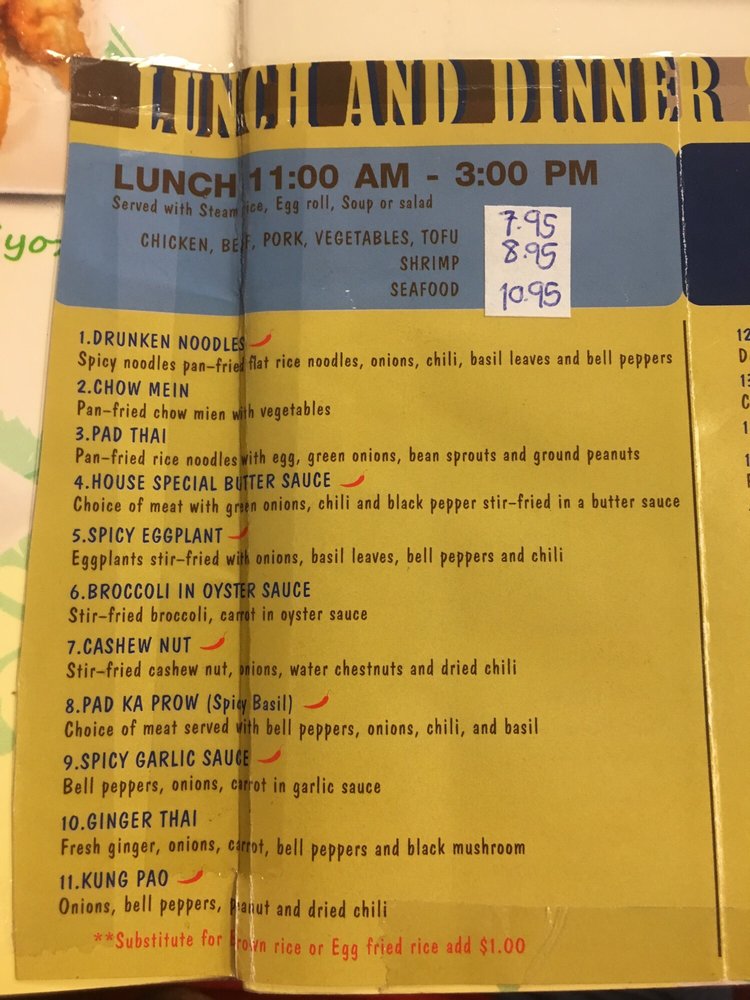 LUNCH AND DINNER
LUNCH 11:00 AM - 3:00 PM
Served with Steam Rice, Egg roll, Soup or salad
CHICKEN, BEEF, PORK, VEGETABLES, TOFU 7.95
SHRIMP 8.95
SEAFOOD 10.95
1.DRUNKEN NOODLES
Spicy noodles pan-fried flat rice noodles, onions, chili, basil leaves and bell peppers
2.CHOW MEIN
Pan-fried chow mien with vegetables
3.PAD THAI
Pan-fried rice noodles with egg, green onions, bean sprouts and ground peanuts
4.HOUSE SPECIAL BUTTER SAUCE
Choice of meat with green onions, chili and black pepper stir-fried in a butter sauce
5.SPICY EGGPLANT
Eggplants stir-fried with onions, basil leaves, bell peppers and chili
6.BROCCOLI IN OYSTER SAUCE
Stir-fried broccoli, carrot in oyster sauce
7.CASHEW NUT
Stir-fried cashew nut, onions, water chestnuts and dried chili
8.PAD KA PROW (Spicy Basil)
Choice of meat served with bell peppers, onions, chili, and basil
9.SPICY GARLIC SAUCE
Bell peppers, onions, carrot in garlic sauce
10.GINGER THAI
Fresh ginger, onions, carrot, bell peppers and black mushroom
11.KUNG PAO
Onions, bell peppers, peanut and dried chili
**Substitute for Brown rice or Egg fried rice add $1.00